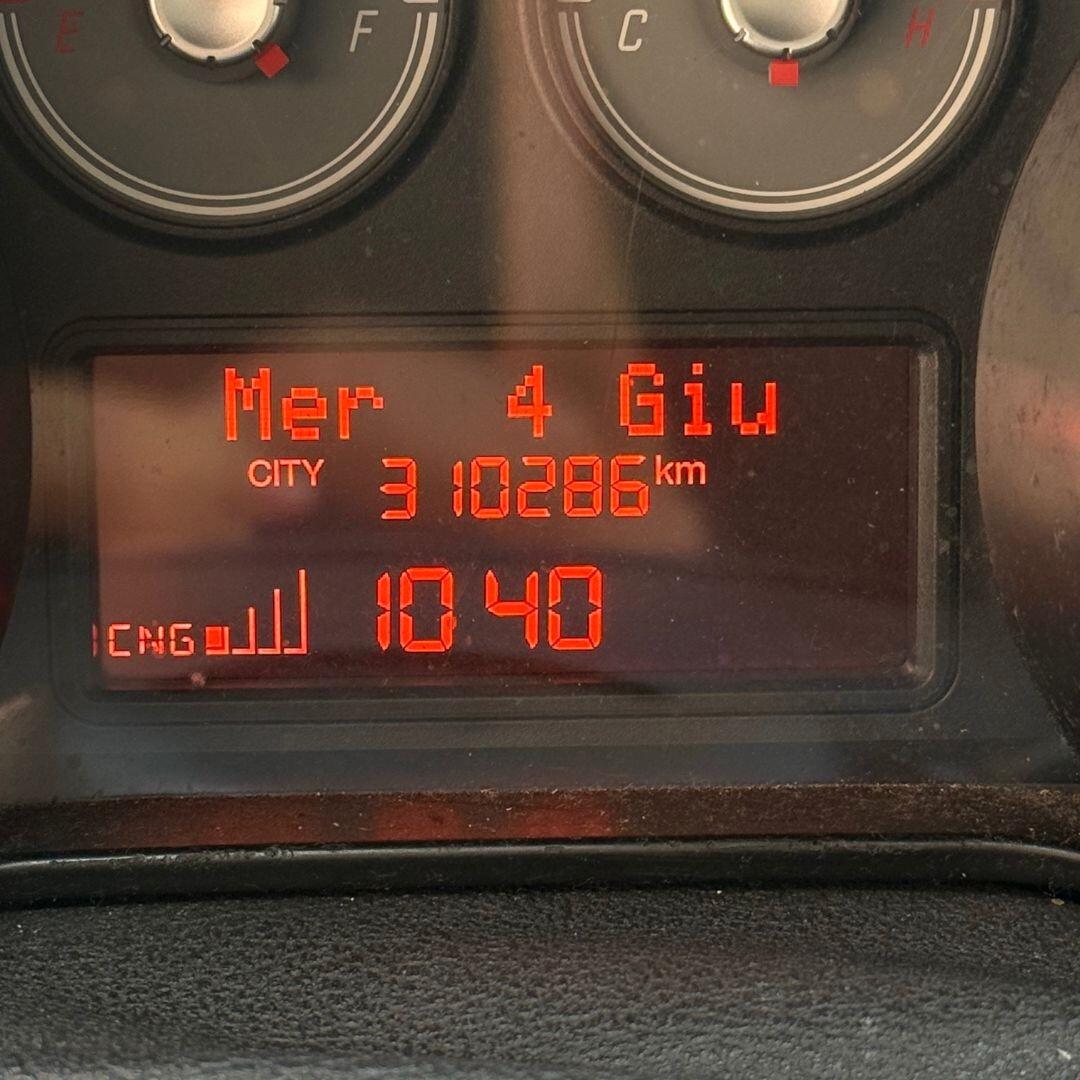 E F C H
Mer 4 Giu
CITY 310286 km
CNG 10 40